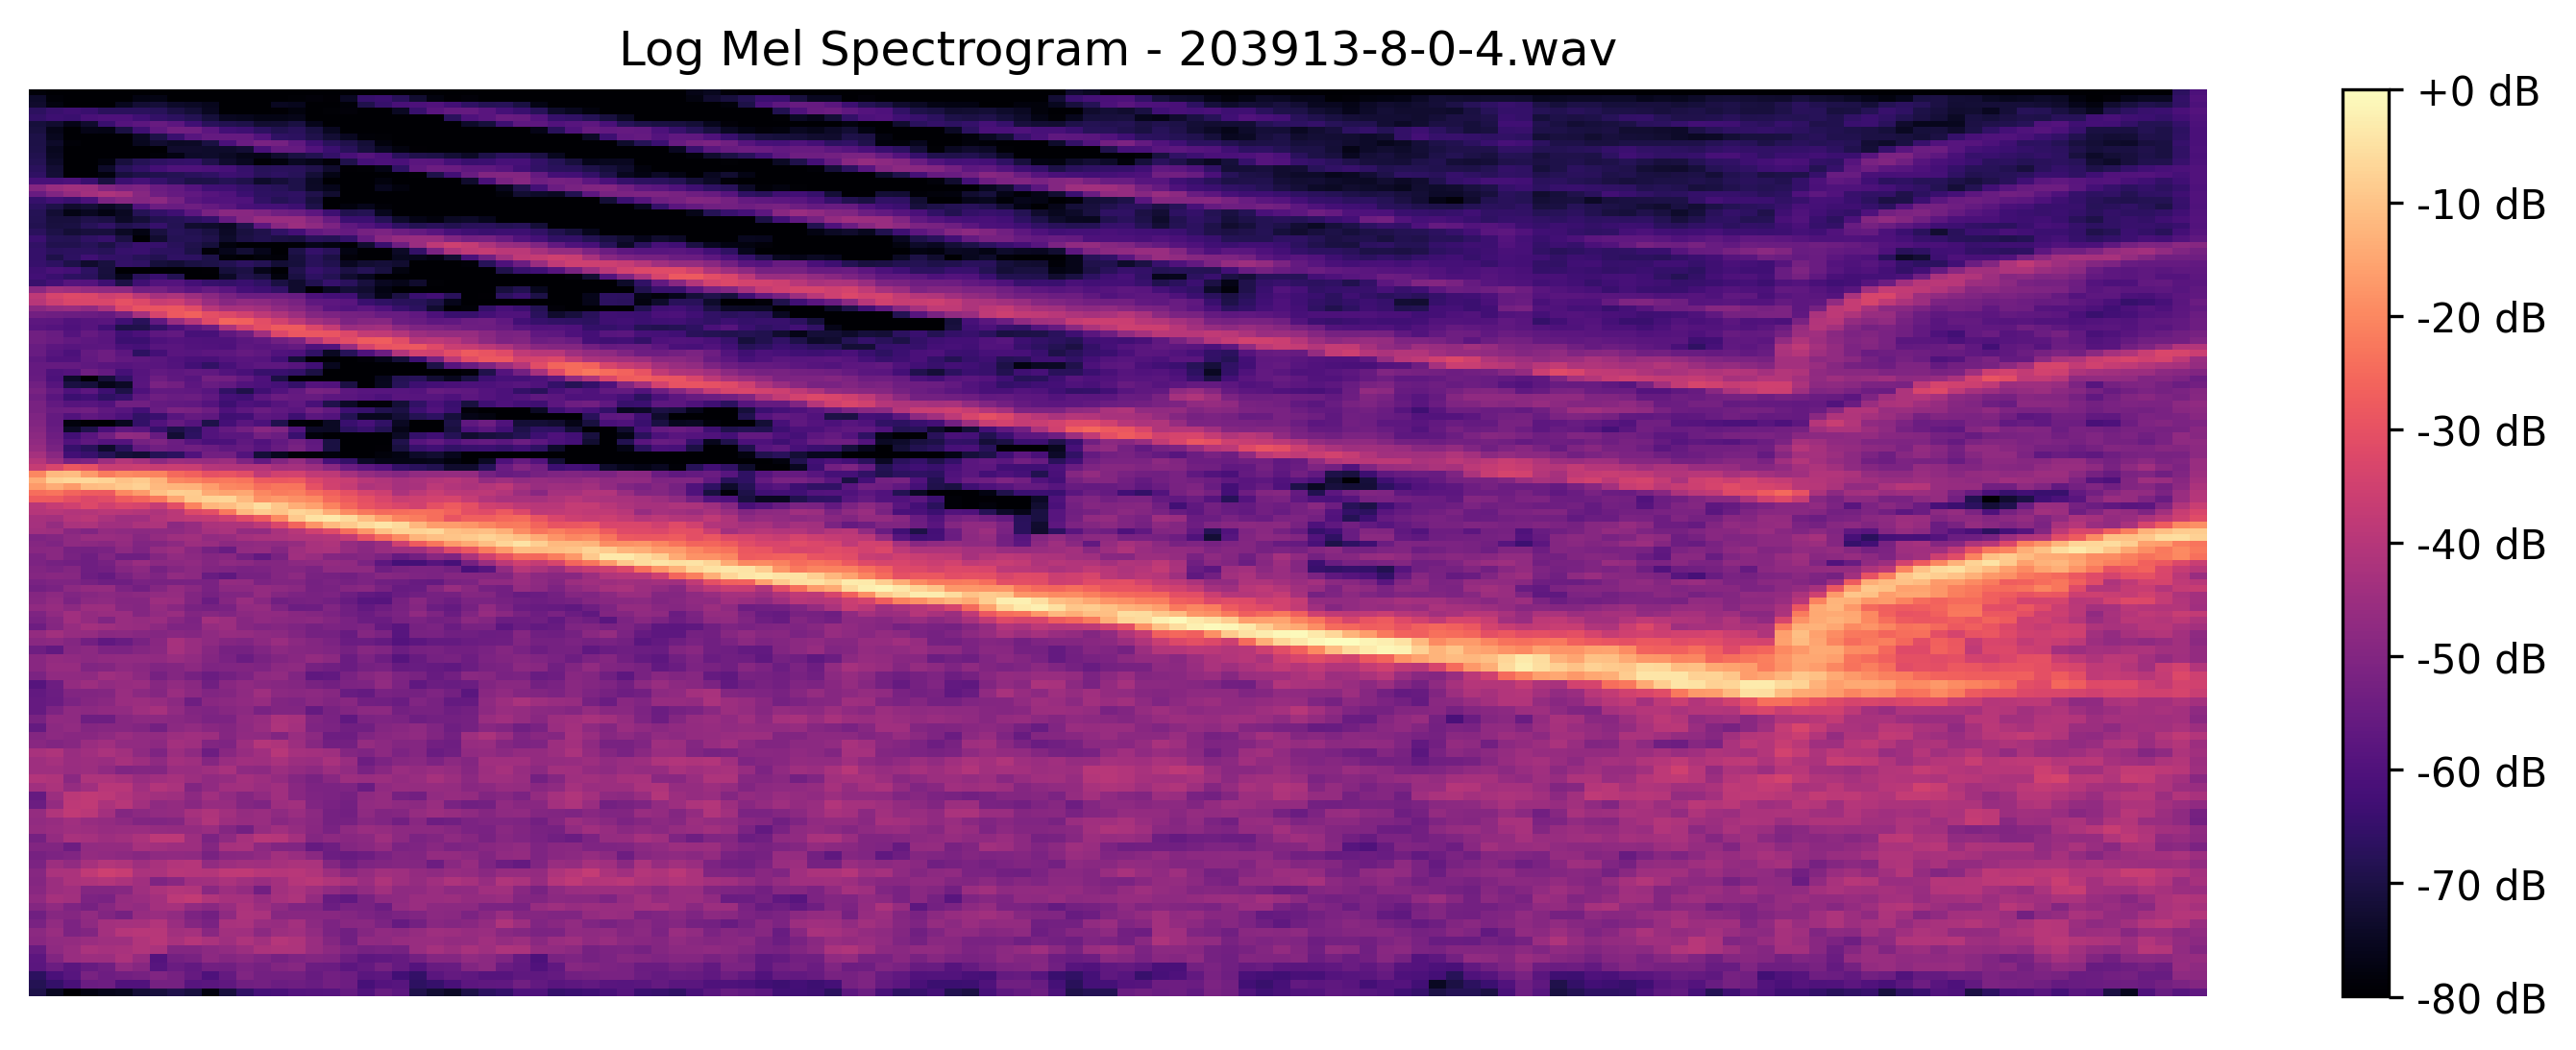 Log Mel Spectrogram - 203913-8-0-4.wav
+0 dB
-10 dB
-20 dB
-30 dB
-40 dB
-50 dB
-60 dB
-70 dB
-80 dB